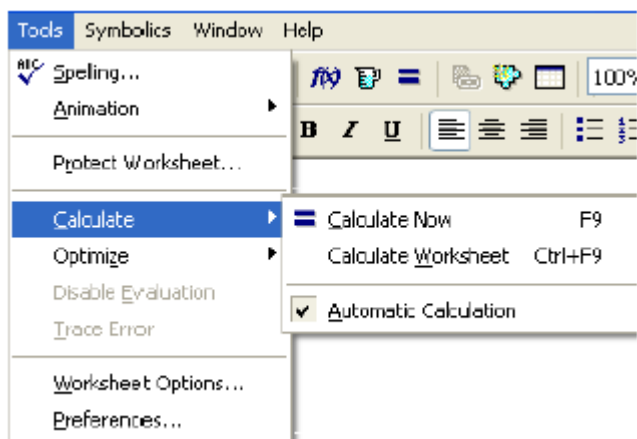 Tools Symbolics Window Help
ABC Speling...
f(x) = 100%
Animation
B I U
Protect Worksheet...
Calculate
= Calculate Now F9
Optimize
Calculate Worksheet Ctrl+F9
Disable Evaluation
Automatic Calculation
Trace Error
Worksheet Options...
Preferences...